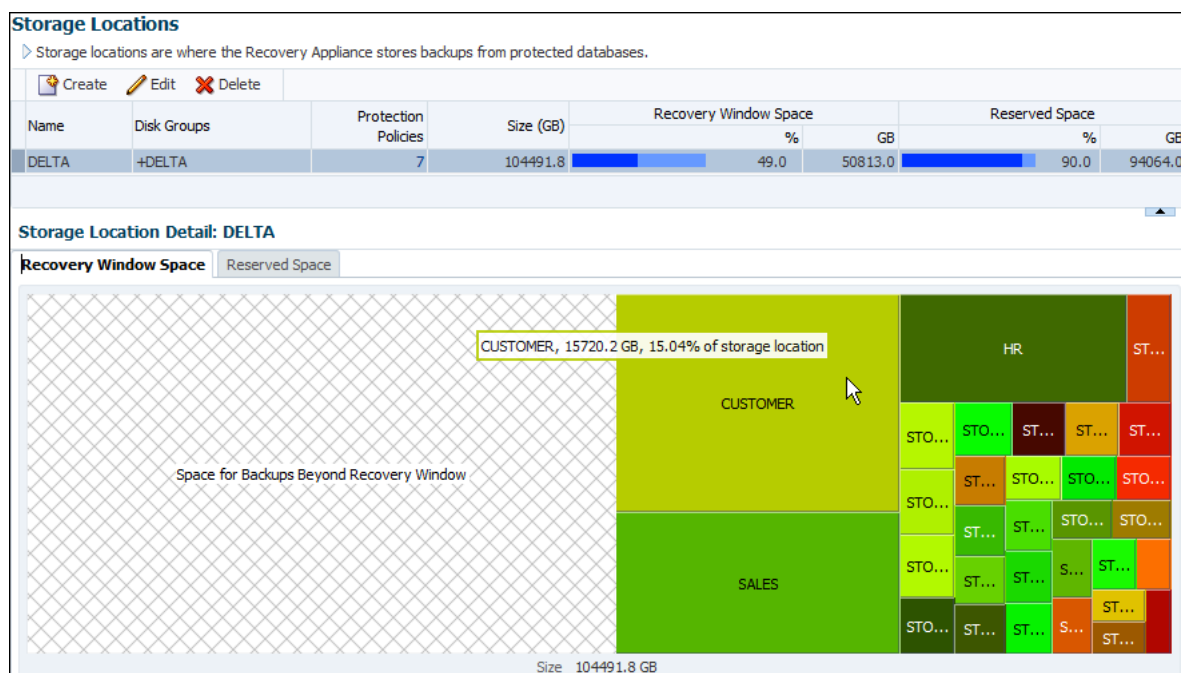 Storage Locations
Storage locations are where the Recovery Appliance stores backups from protected databases.
Create Edit Delete
Name Disk Groups Protection Policies Size (GB) Recovery Window Space Reserved Space
% GB % GB
DELTA +DELTA 7 104491.8 49.0 50813.0 90.0 94064.0
Storage Location Detail: DELTA
Recovery Window Space Reserved Space
Space for Backups Beyond Recovery Window
CUSTOMER, 15720.2 GB, 15.04% of storage location
CUSTOMER
SALES
HR
ST...
STO...
STO...
ST...
ST...
ST...
ST...
STO...
STO...
STO...
STO...
ST...
ST...
STO...
STO...
STO...
ST...
ST...
S...
ST...
STO...
ST...
ST...
S...
ST...
ST...
Size 104491.8 GB